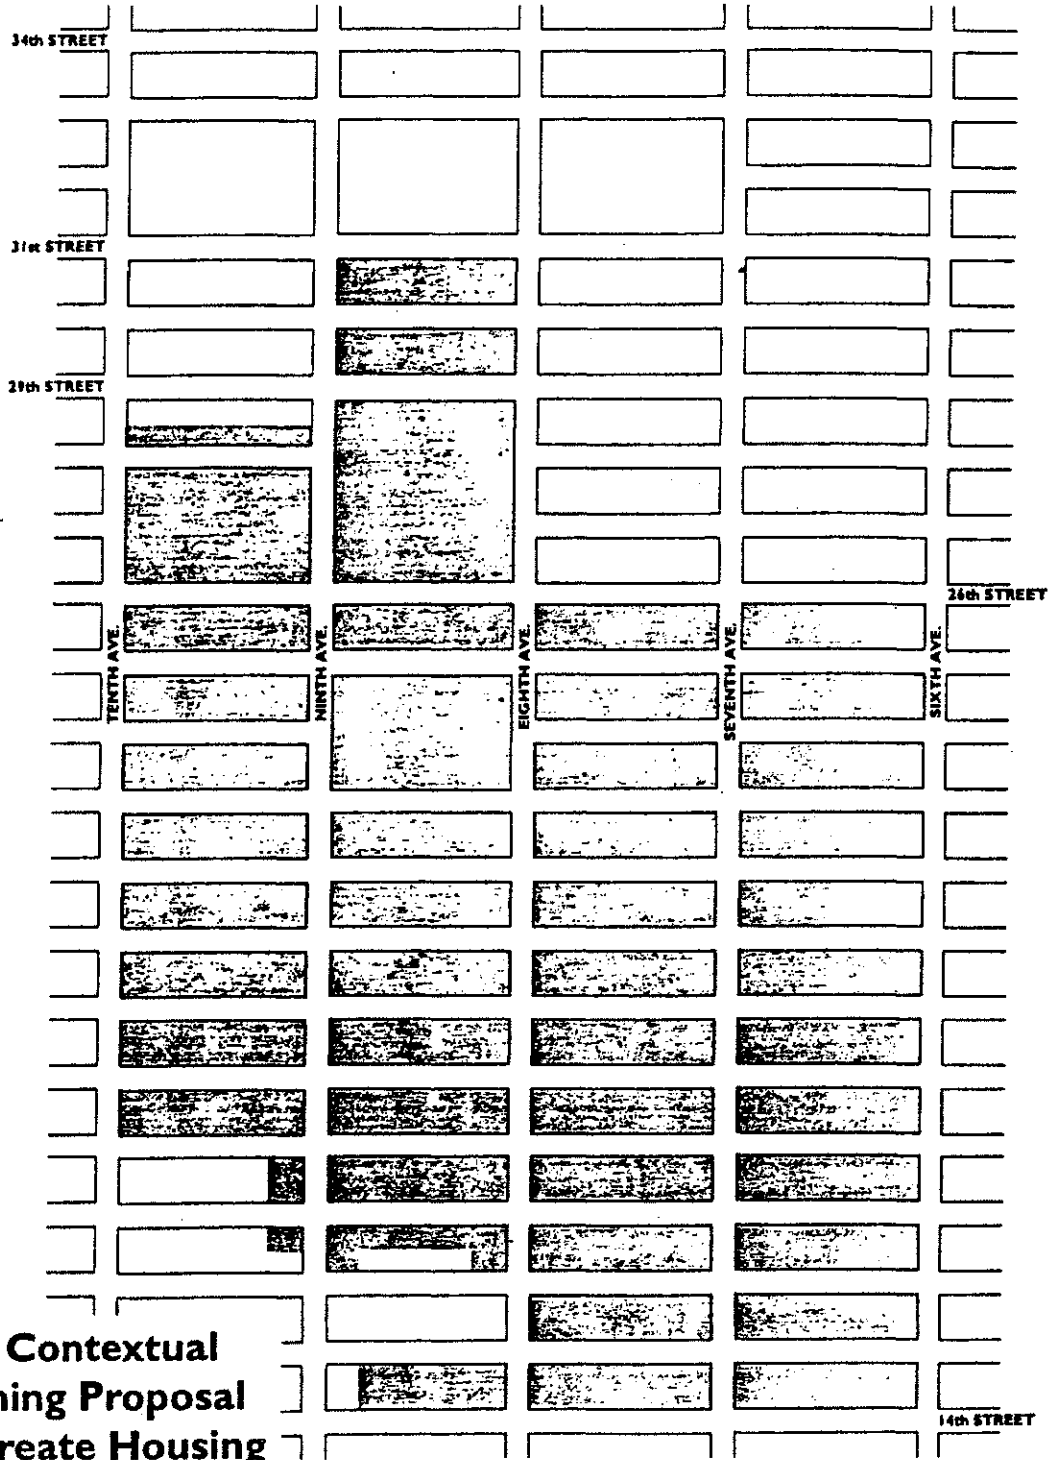 34th STREET
31st STREET
29th STREET
26th STREET
TENTH AVE.
NINTH AVE.
EIGHTH AVE.
SEVENTH AVE.
SIXTH AVE.
Contextual
ning Proposal
reate Housing
14th STREET